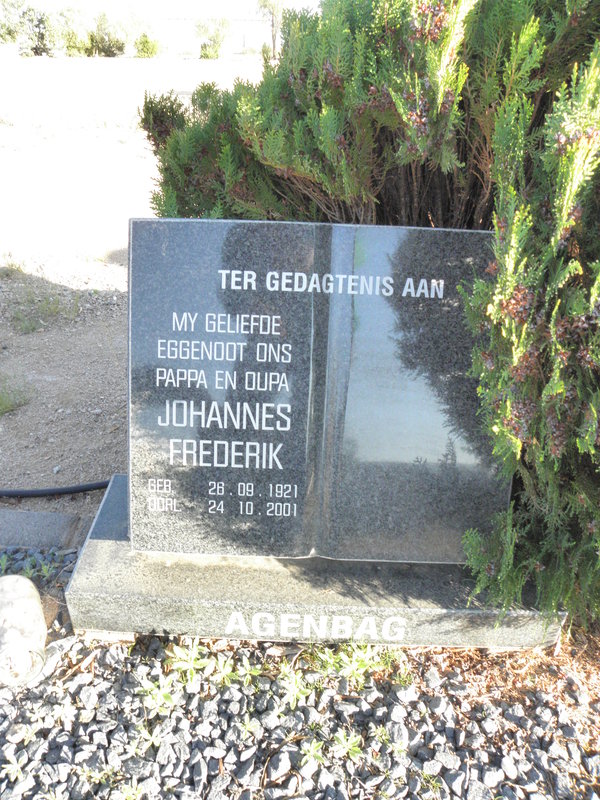 TER GEDAGTENIS AAN
MY GELIEFDE
EGGENOOT ONS
PAPPA EN OUPA
JOHANNES
FREDERIK
GEB. 26.09.1921
OORL. 24.10.2001
AGENBAG